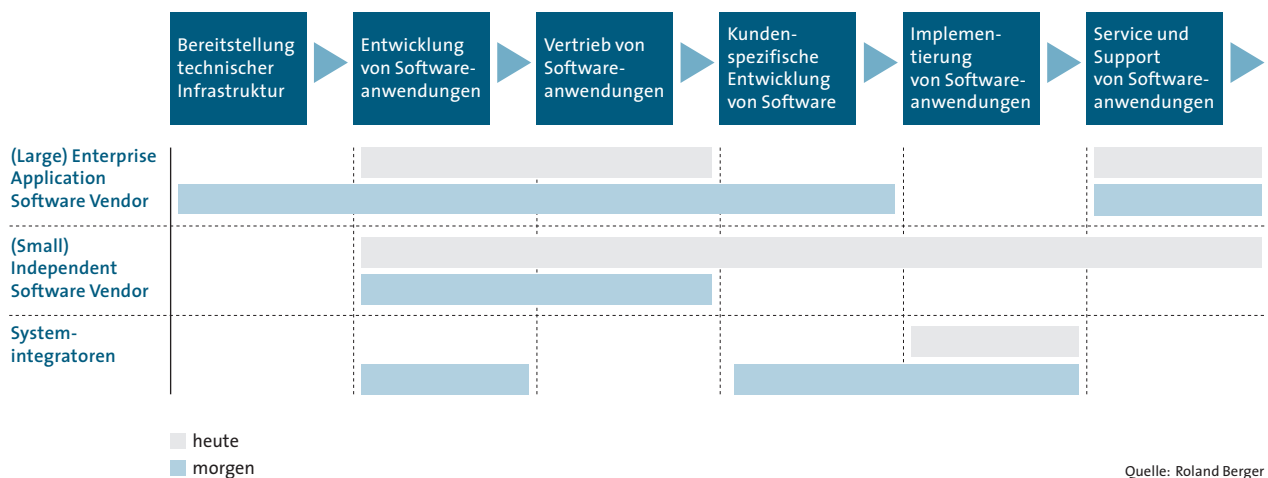 Bereitstellung
technischer
Infrastruktur
Entwicklung
von Software-
anwendungen
Vertrieb von
Software-
anwendungen
Kunden-
spezifische
Entwicklung
von Software
Implemen-
tierung
von Software-
anwendungen
Service und
Support
von Software-
anwendungen
(Large) Enterprise
Application
Software Vendor
(Small)
Independent
Software Vendor
System-
integratoren
heute
morgen
Quelle: Roland Berger